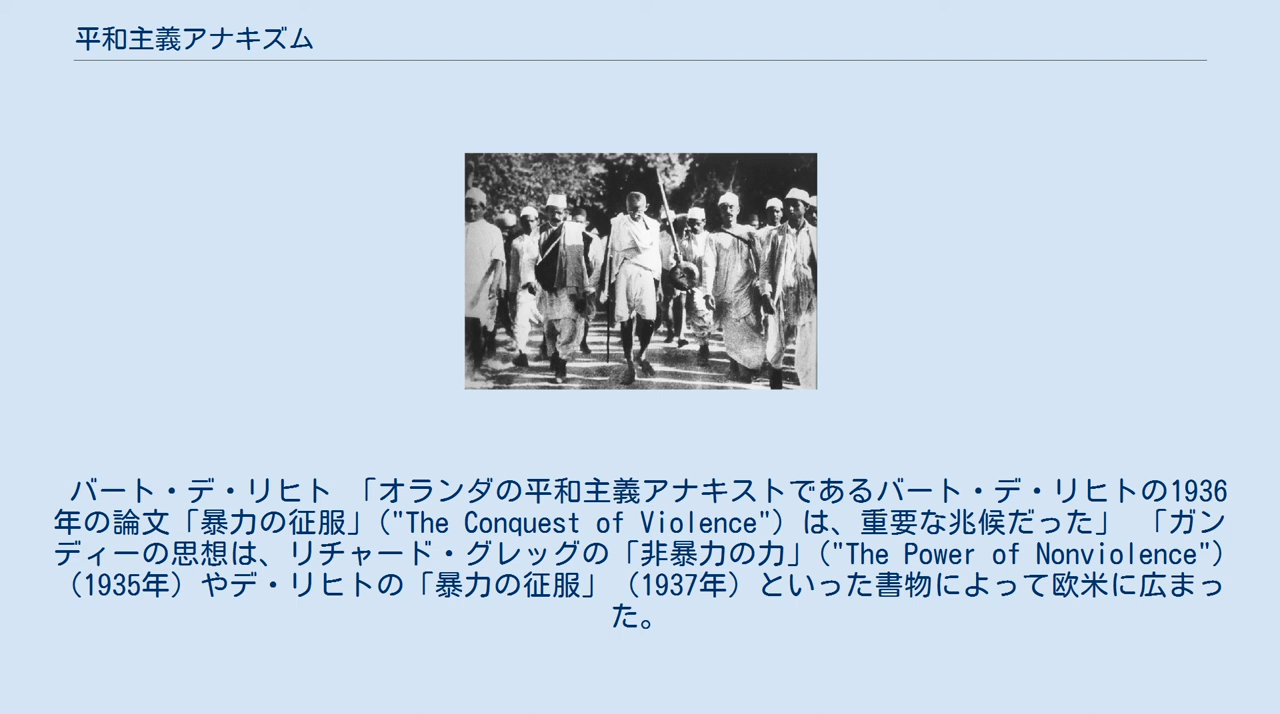 平和主義アナキズム
バート・デ・リヒト 「オランダの平和主義アナキストであるバート・デ・リヒトの1936
年の論文「暴力の征服」("The Conquest of Violence") は、重要な兆候だった」 「ガン
ディーの思想は、リチャード・グレッグの「非暴力の力」("The Power of Nonviolence")
（1935年）やデ・リヒトの「暴力の征服」（1937年）といった書物によって欧米に広まっ
た。